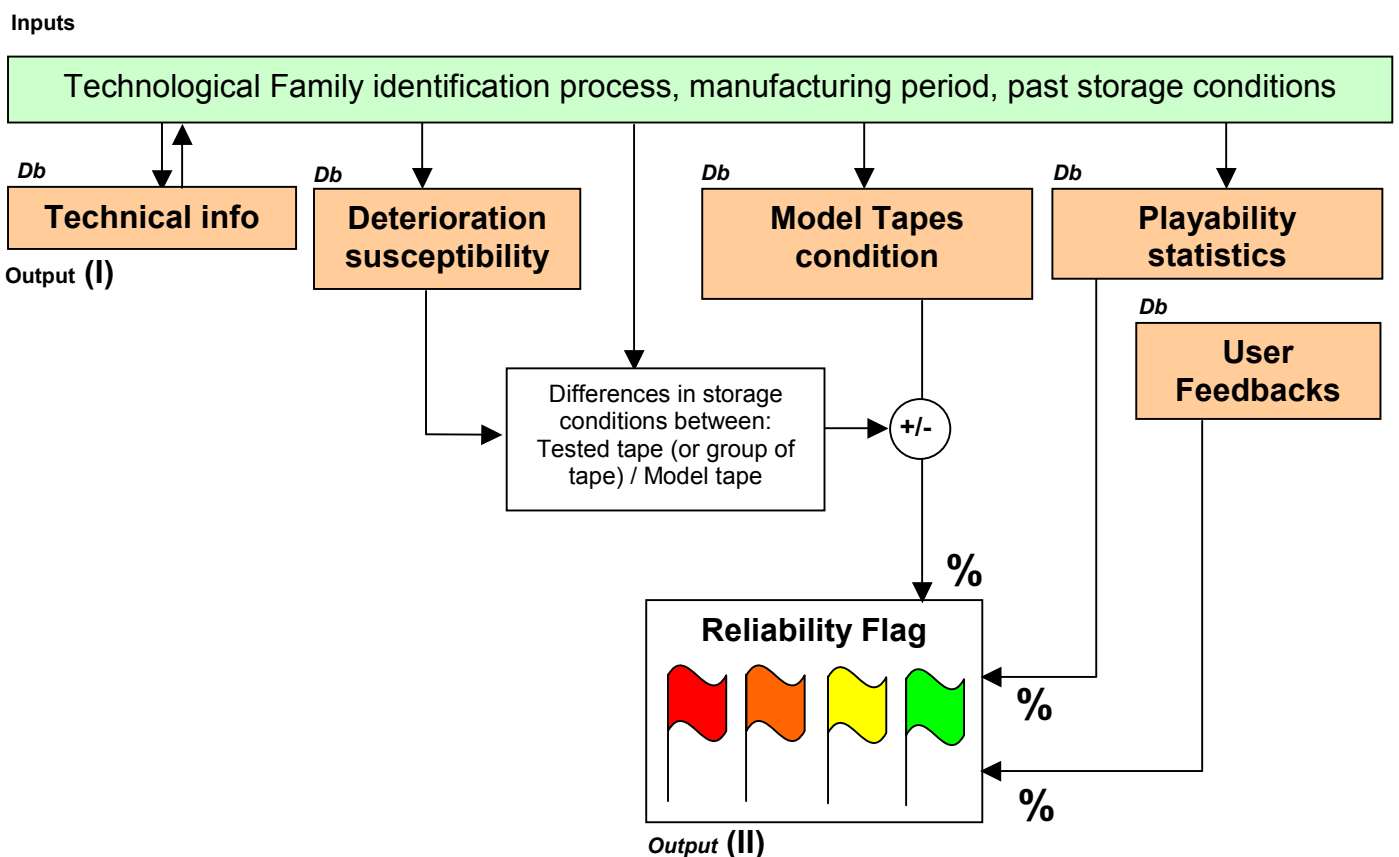 Inputs
Technological Family identification process, manufacturing period, past storage conditions
Db
Technical info
Output (I)
Db
Deterioration
susceptibility
Db
Model Tapes
condition
Db
Playability
statistics
Db
User
Feedbacks
Differences in storage
conditions between:
Tested tape (or group of
tape) / Model tape
+/-
%
Reliability Flag
%
%
Output (II)